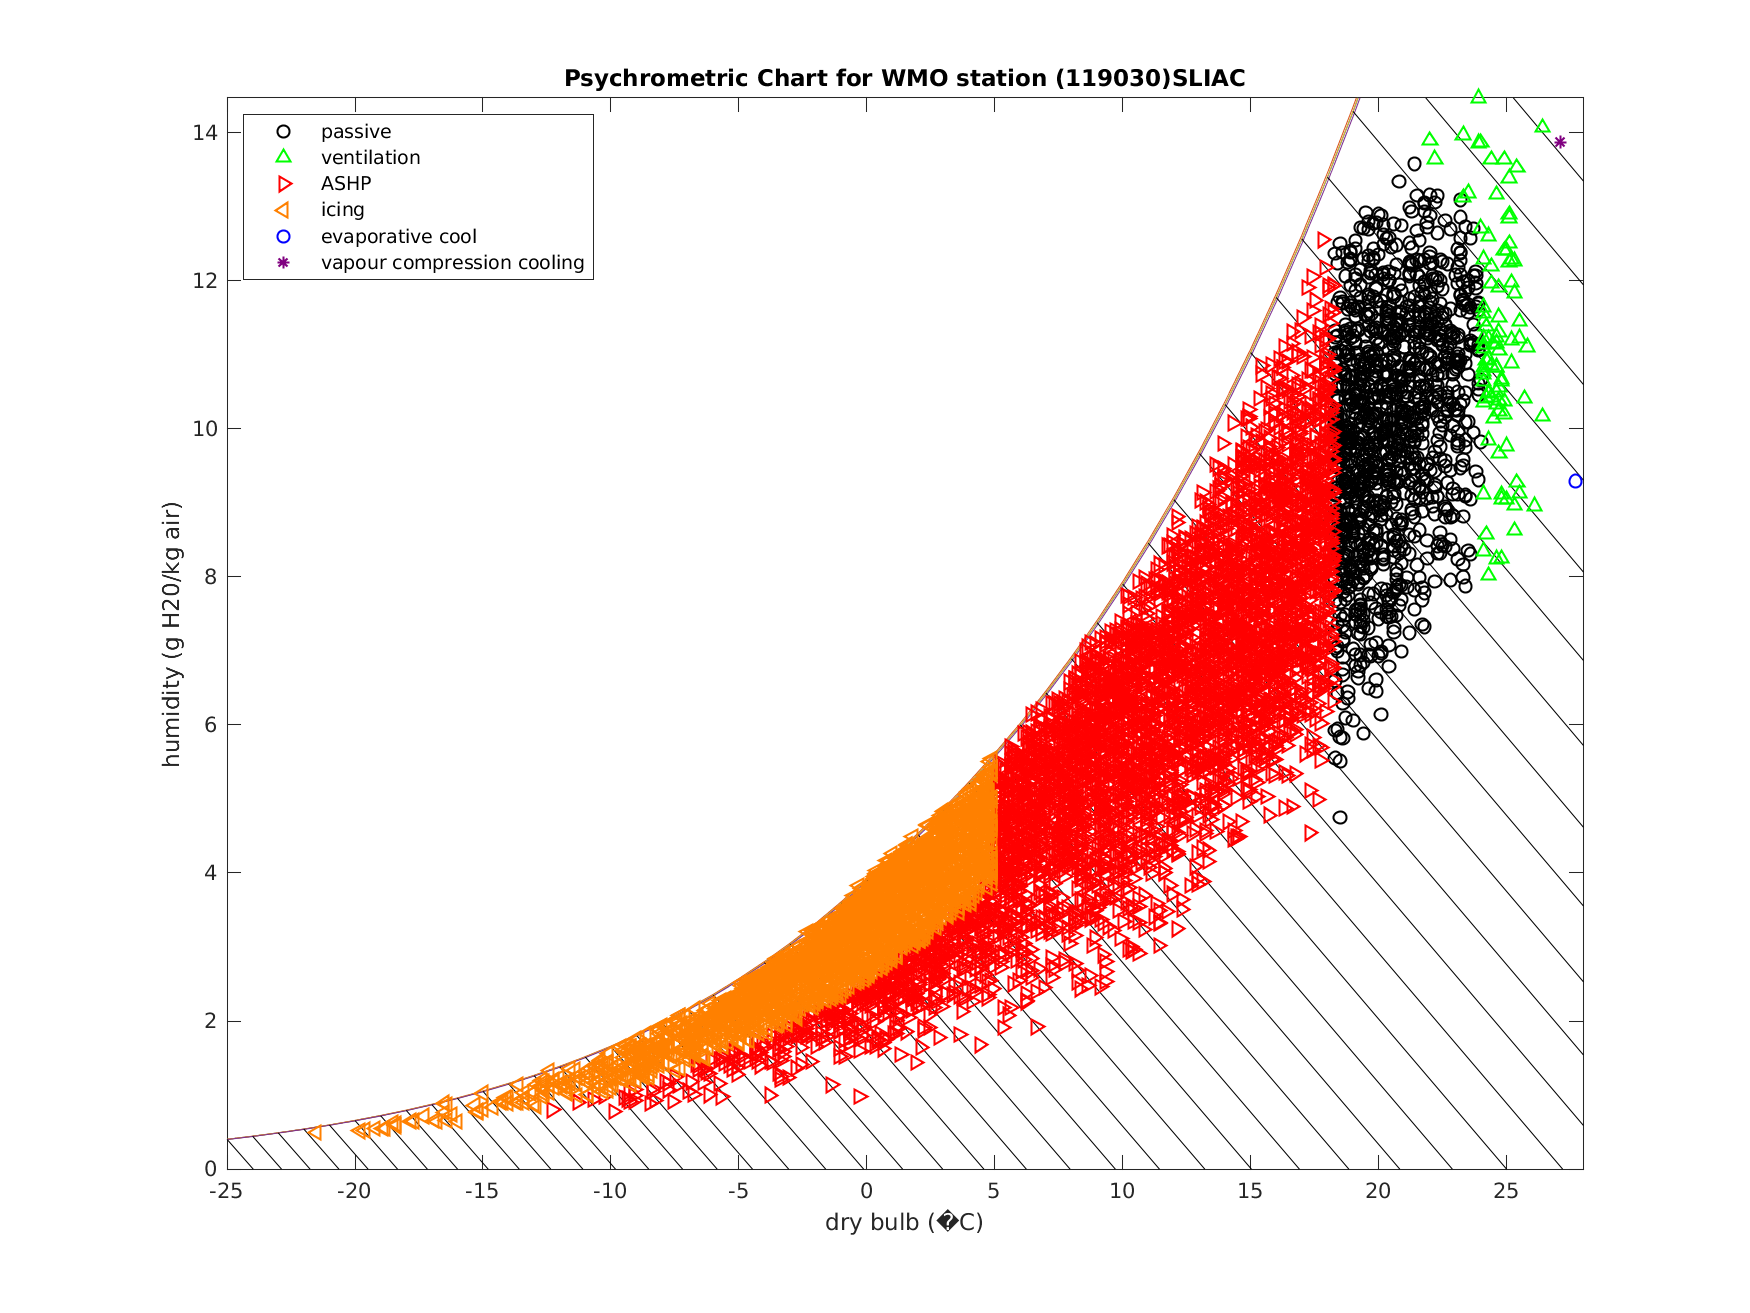 Psychrometric Chart for WMO station (119030)SLIAC
passive
ventilation
ASHP
icing
evaporative cool
vapour compression cooling
humidity (g H20/kg air)
14
12
10
8
6
4
2
0
-25 -20 -15 -10 -5 0 5 10 15 20 25
dry bulb (�C)